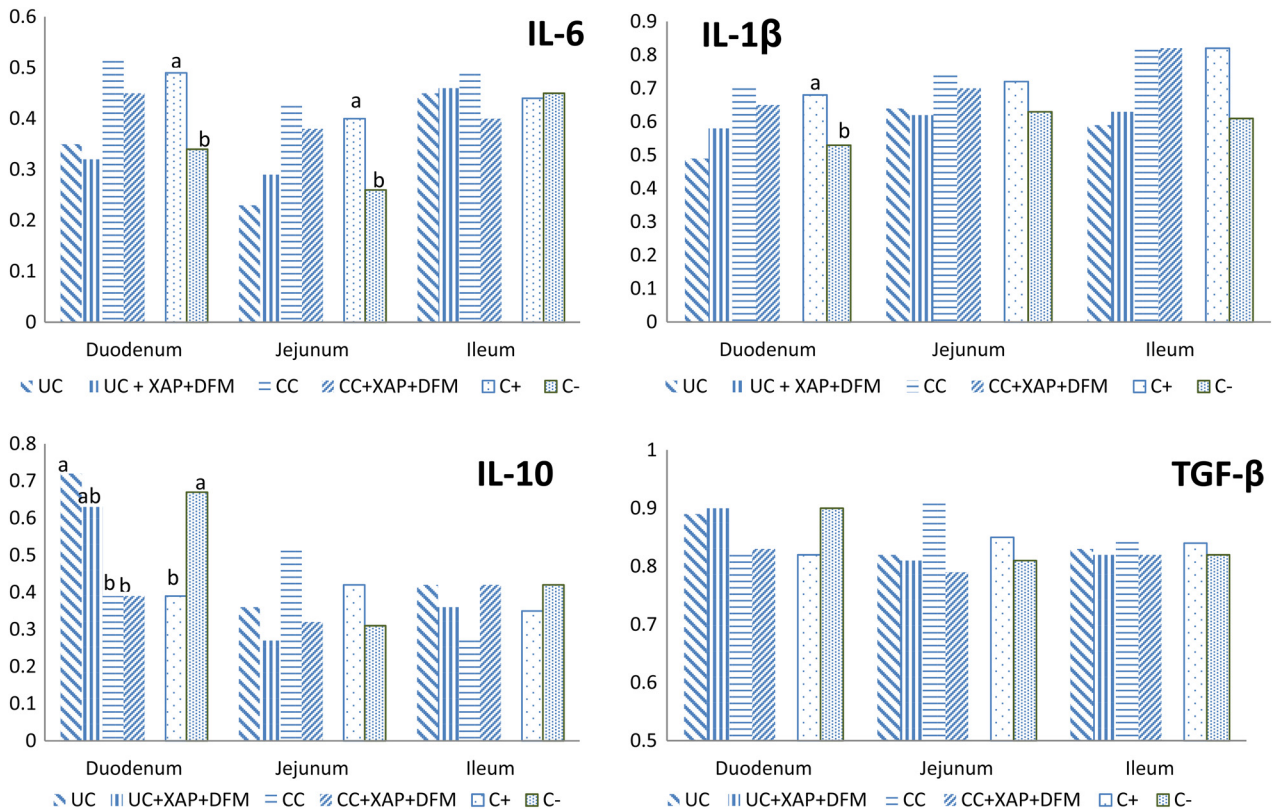 IL-6
0.6
0.5
0.4
0.3
0.2
0.1
0
a
b
a
b
Duodenum Jejunum Ileum
UC UC + XAP+DFM CC CC+XAP+DFM C+ C-
IL-1β
0.9
0.8
0.7
0.6
0.5
0.4
0.3
0.2
0.1
0
a
b
Duodenum Jejunum Ileum
UC UC + XAP+DFM CC CC+XAP+DFM C+ C-
IL-10
0.8
0.7
0.6
0.5
0.4
0.3
0.2
0.1
0
a
ab
b b
b
a
Duodenum Jejunum Ileum
UC UC+XAP+DFM CC CC+XAP+DFM C+ C-
TGF-β
1
0.9
0.8
0.7
0.6
0.5
Duodenum Jejunum Ileum
UC UC+XAP+DFM CC CC+XAP+DFM C+ C-